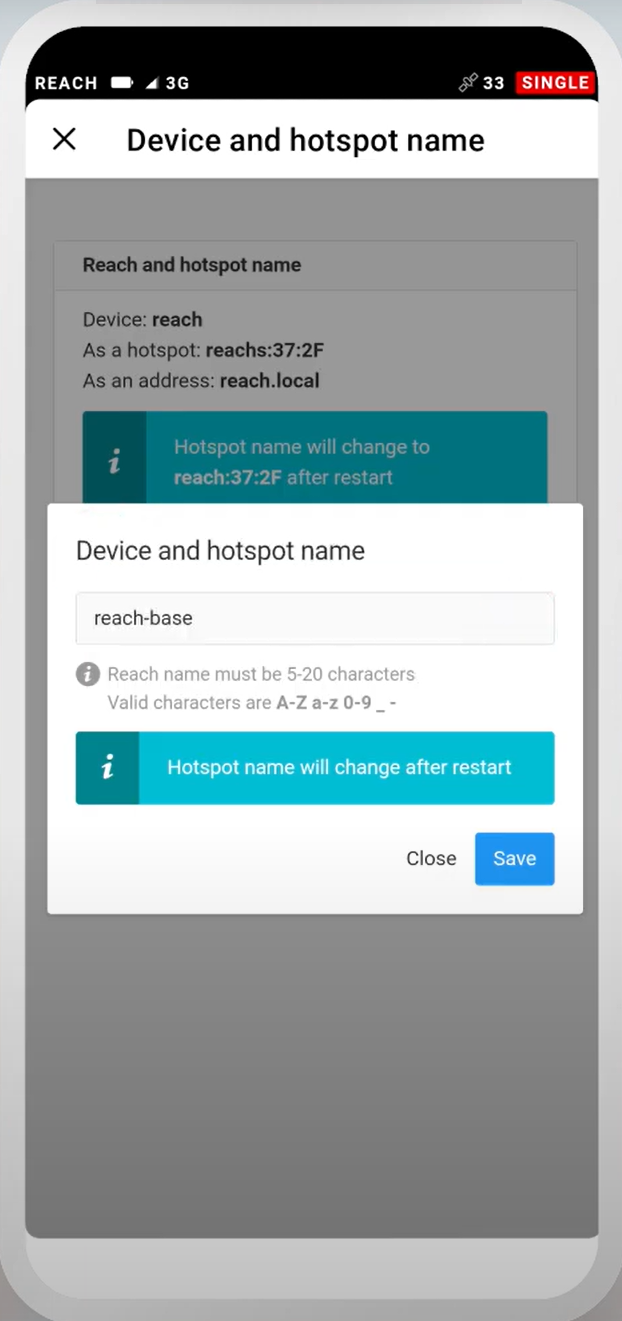 REACH 3G 33 SINGLE
Device and hotspot name
Reach and hotspot name
Device: reach
As a hotspot: reachs:37:2F
As an address: reach.local
Hotspot name will change to
reach:37:2F after restart
Device and hotspot name
reach-base
Reach name must be 5-20 characters
Valid characters are A-Z a-z 0-9 _ -
Hotspot name will change after restart
Close Save